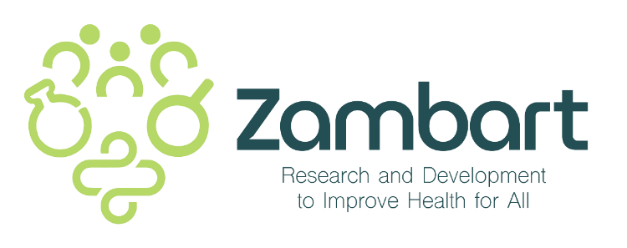 Zambart
Research and Development
to Improve Health for All